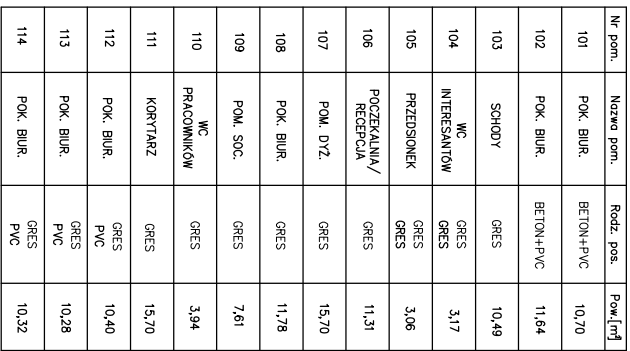 Nr pom. Nazwa pom. Rodz. pos. Pow.[m²]
101 POK. BIUR. BETON+PVC 10,70
102 POK. BIUR. BETON+PVC 11,64
103 SCHODY GRES 10,49
104 WC INTERESANTÓW GRES GRES 3,17
105 PRZEDSIONEK GRES GRES 3,06
106 POCZEKALNIA/ RECEPCJA GRES 11,31
107 POM. DYŻ. GRES 15,70
108 POK. BIUR. GRES 11,78
109 POM. SOC. GRES 7,61
110 WC PRACOWNIKÓW GRES 3,94
111 KORYTARZ GRES 15,70
112 POK. BIUR. GRES PVC 10,40
113 POK. BIUR. GRES PVC 10,28
114 POK. BIUR. GRES PVC 10,32